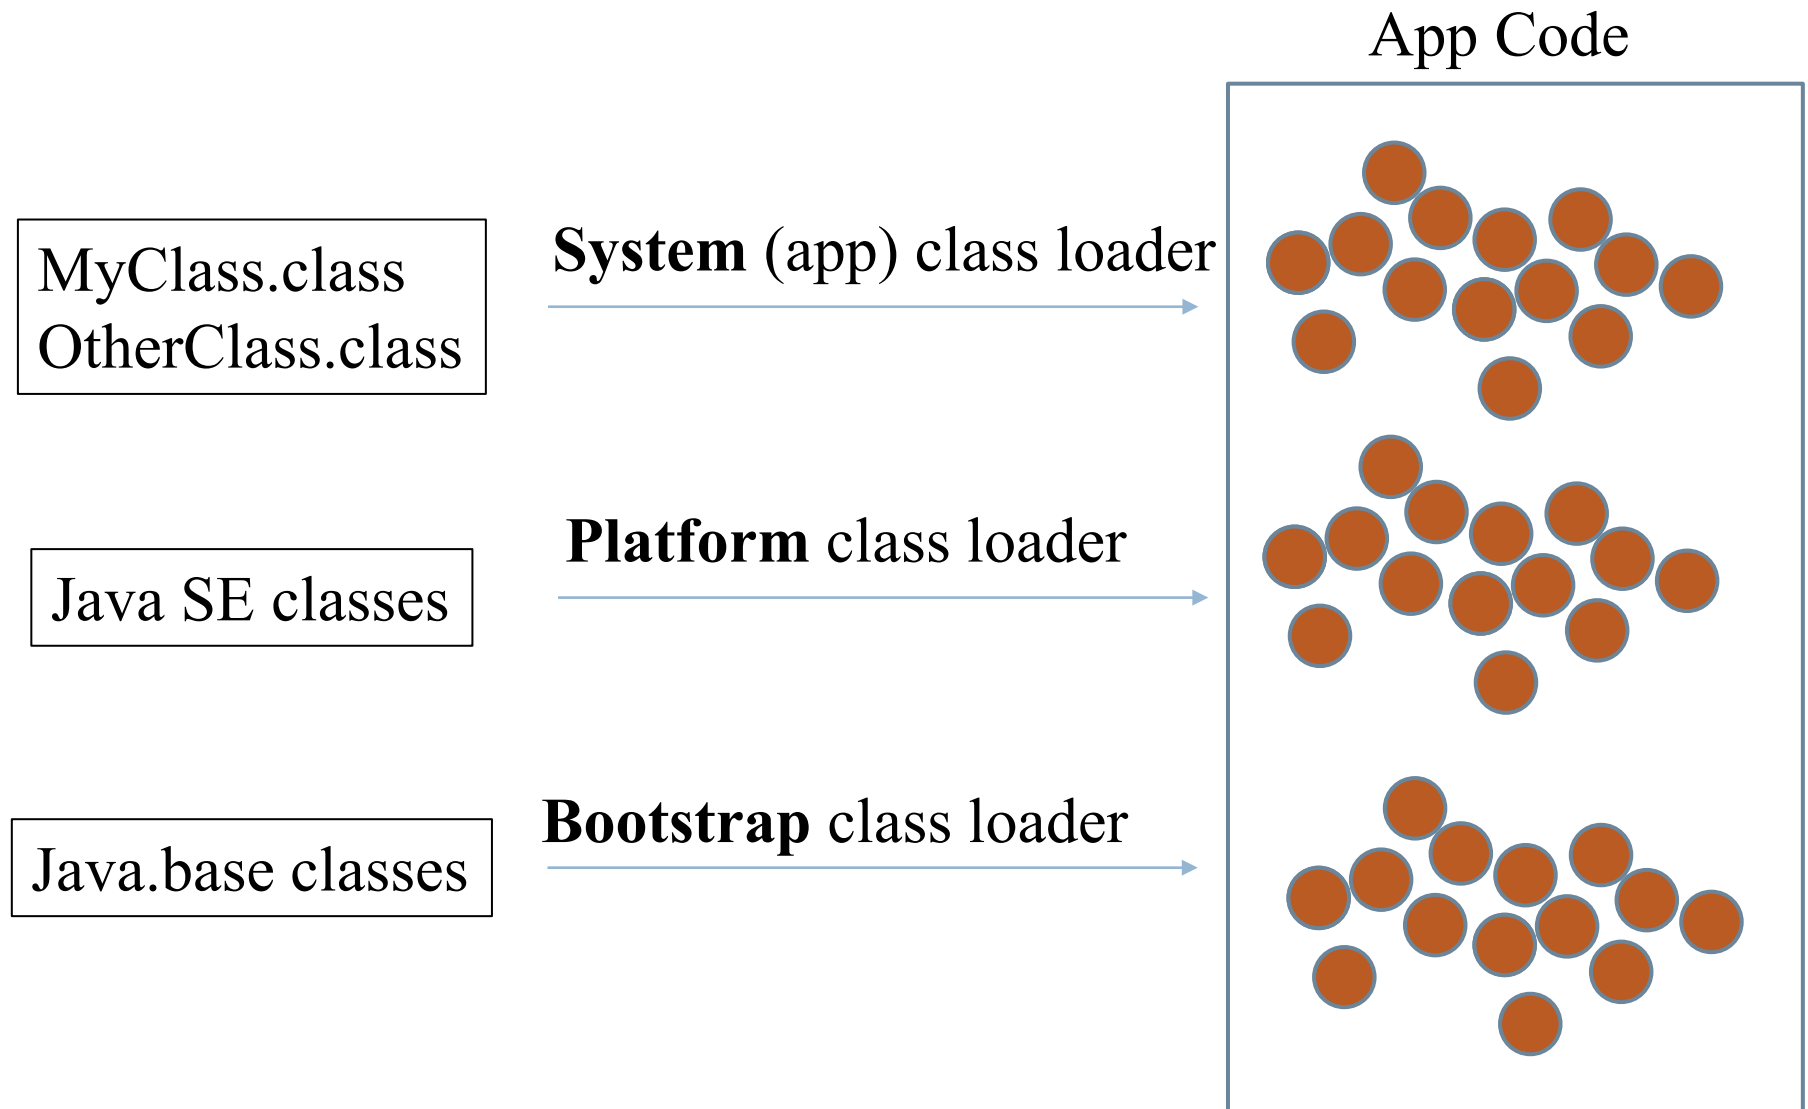 App Code
MyClass.class
OtherClass.class
System (app) class loader
Java SE classes
Platform class loader
Java.base classes
Bootstrap class loader